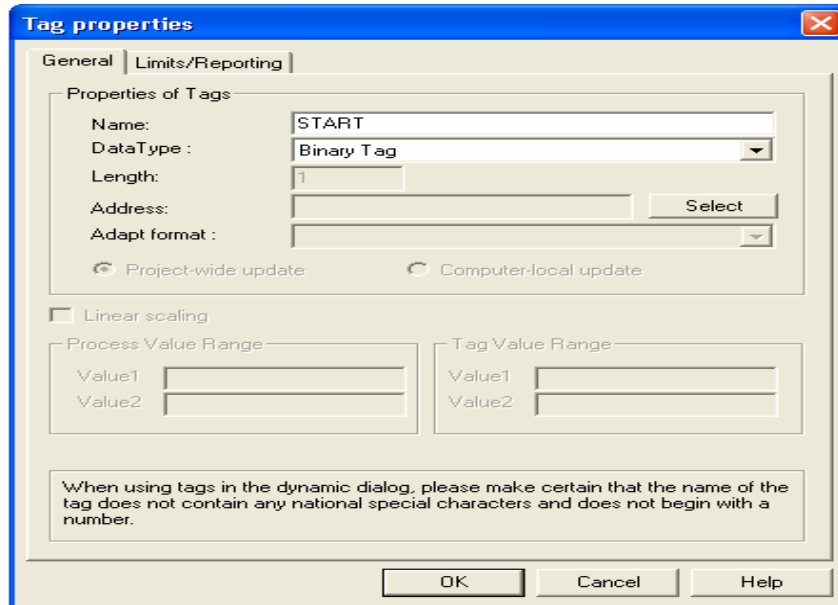 Tag properties
General Limits/Reporting
Properties of Tags
Name: START
DataType : Binary Tag
Length: 1
Address: Select
Adapt format :
Project-wide update Computer-local update
Linear scaling
Process Value Range Tag Value Range
Value1 Value1
Value2 Value2
When using tags in the dynamic dialog, please make certain that the name of the
tag does not contain any national special characters and does not begin with a
number.
OK Cancel Help